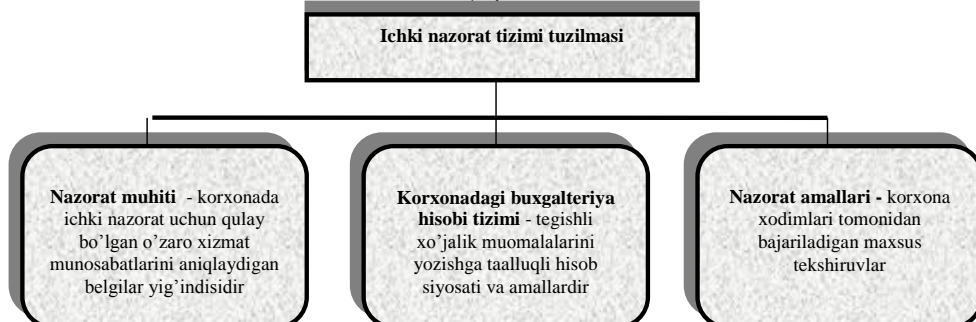 Ichki nazorat tizimi tuzilmasi
Nazorat muhiti - korxonada
ichki nazorat uchun qulay
bo’lgan o’zaro xizmat
munosabatlarini aniqlaydigan
belgilar yig’indisidir
Korxonadagi buxgalteriya
hisobi tizimi - tegishli
xo’jalik muomalalarini
yozishga taalluqli hisob
siyosati va amallardir
Nazorat amallari - korxona
xodimlari tomonidan
bajariladigan maxsus
tekshiruvlar